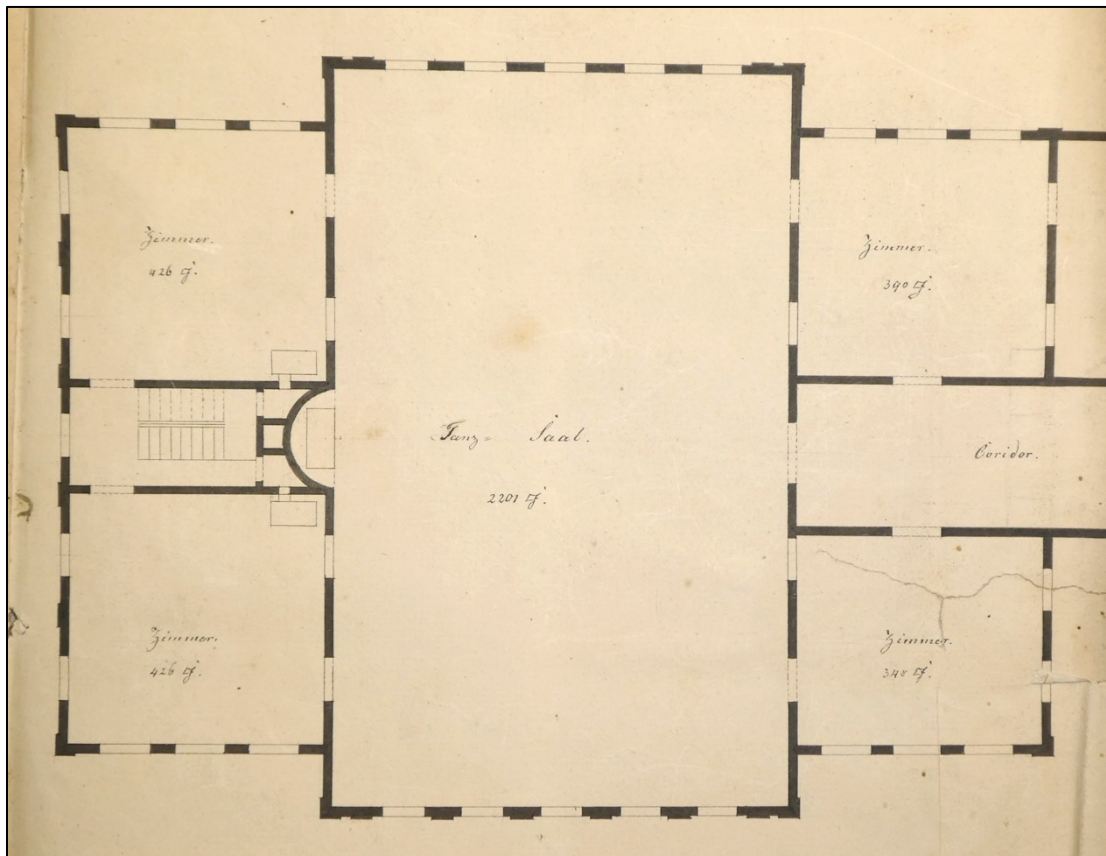 Zimmer.
426 □'.
Zimmer.
390 □'.
Tanz= Saal.
2201 □'.
Coridor.
Zimmer.
426 □'.
Zimmer.
348 □'.